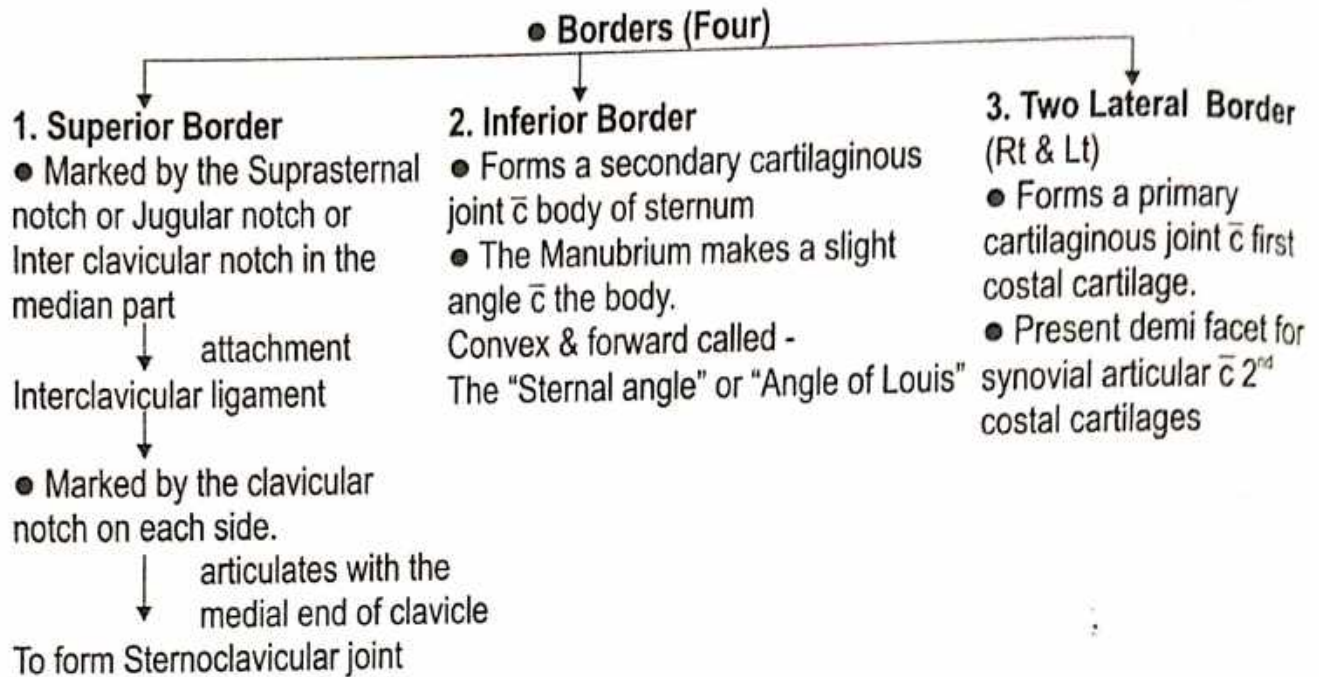 ● Borders (Four)
1. Superior Border
● Marked by the Suprasternal
notch or Jugular notch or
Inter clavicular notch in the
median part
attachment
Interclavicular ligament
● Marked by the clavicular
notch on each side.
articulates with the
medial end of clavicle
To form Sternoclavicular joint
2. Inferior Border
● Forms a secondary cartilaginous
joint c̅ body of sternum
● The Manubrium makes a slight
angle c̅ the body.
Convex & forward called -
The “Sternal angle” or “Angle of Louis”
3. Two Lateral Border
(Rt & Lt)
● Forms a primary
cartilaginous joint c̅ first
costal cartilage.
● Present demi facet for
synovial articular c̅ 2nd
costal cartilages